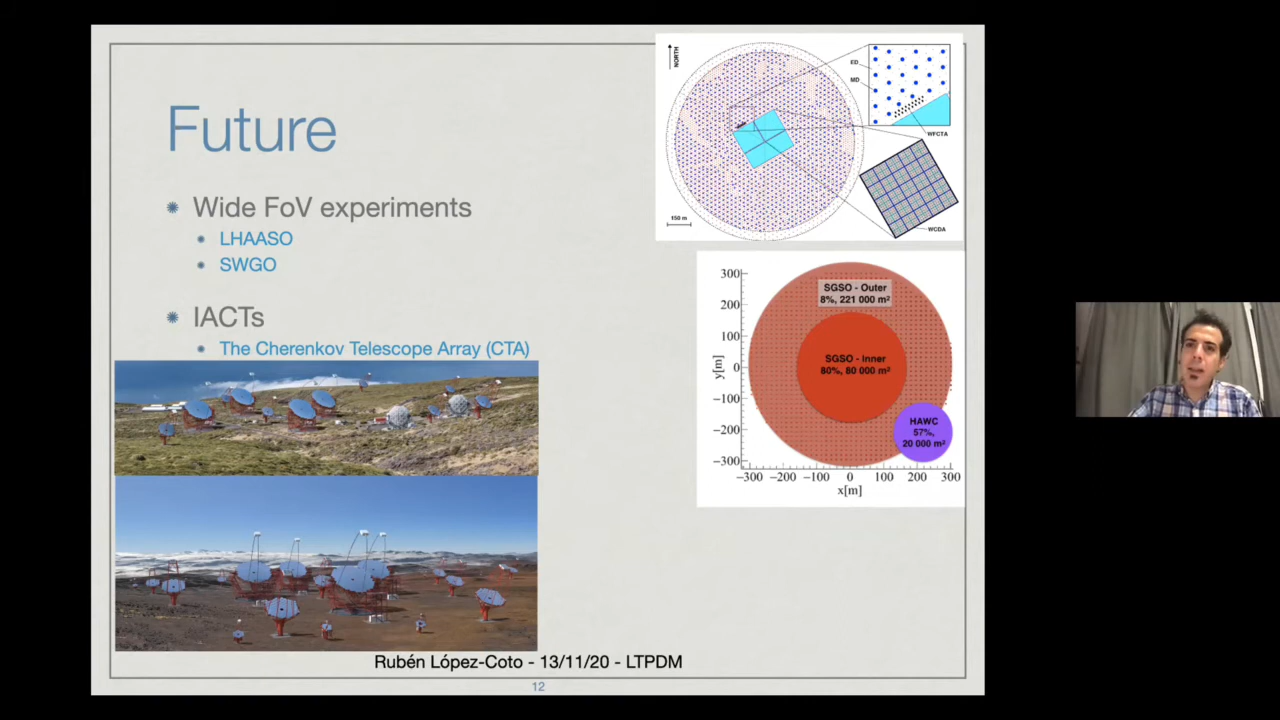 Future
Wide FoV experiments
LHAASO
SWGO
IACTs
The Cherenkov Telescope Array (CTA)
NORTH
ED
MD
WFCTA
WCDA
150 m
SGSO - Outer
8%, 221 000 m²
SGSO - Inner
80%, 80 000 m²
HAWC
57%,
20 000 m²
y[m]
300
200
100
0
−100
−200
−300
−300 −200 −100 0 100 200 300
x[m]
Rubén López-Coto - 13/11/20 - LTPDM
12